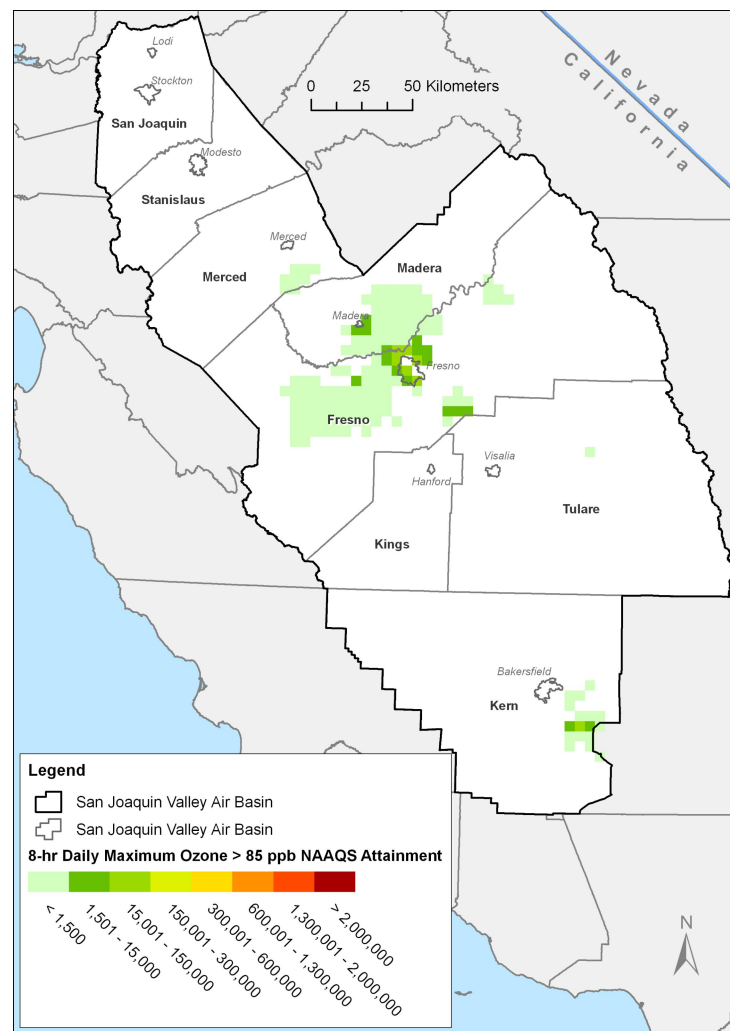 Lodi
Stockton
San Joaquin
0 25 50 Kilometers
Nevada
California
Modesto
Stanislaus
Merced
Merced
Madera
Madera
Fresno
Fresno
Hanford
Visalia
Tulare
Kings
Bakersfield
Kern
Legend
San Joaquin Valley Air Basin
San Joaquin Valley Air Basin
8-hr Daily Maximum Ozone > 85 ppb NAAQS Attainment
< 1,500
1,501 - 15,000
15,001 - 150,000
150,001 - 300,000
300,001 - 600,000
600,001 - 1,300,000
1,300,001 - 2,000,000
> 2,000,000
N